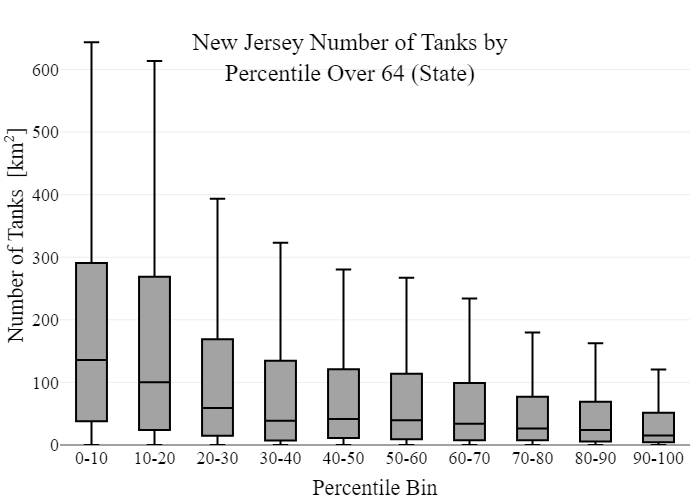 New Jersey Number of Tanks by
Percentile Over 64 (State)
Number of Tanks [km²]
600
500
400
300
200
100
0
0-10 10-20 20-30 30-40 40-50 50-60 60-70 70-80 80-90 90-100
Percentile Bin